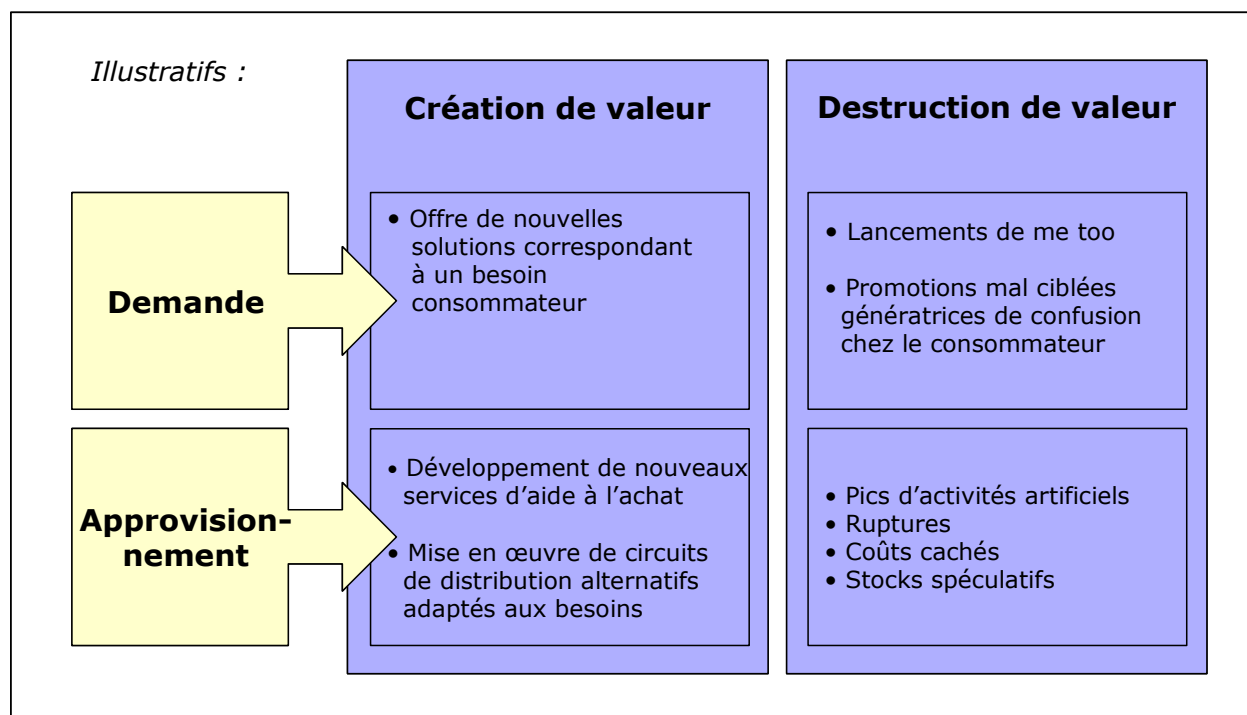 Illustratifs :
Création de valeur
Destruction de valeur
Demande
• Offre de nouvelles
solutions correspondant
à un besoin
consommateur
• Lancements de me too
• Promotions mal ciblées
génératrices de confusion
chez le consommateur
Approvision-
nement
• Développement de nouveaux
services d’aide à l’achat
• Mise en œuvre de circuits
de distribution alternatifs
adaptés aux besoins
• Pics d’activités artificiels
• Ruptures
• Coûts cachés
• Stocks spéculatifs